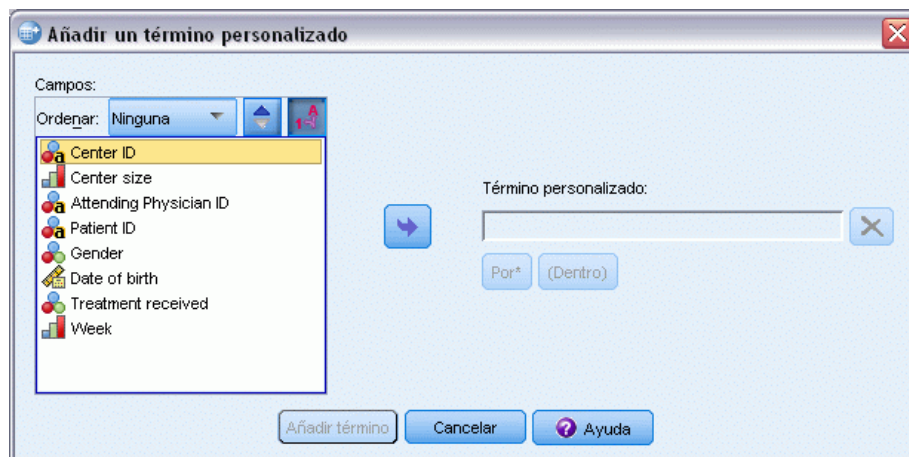 Añadir un término personalizado
Campos:
Ordenar: Ninguna
Center ID
Center size
Attending Physician ID
Patient ID
Gender
Date of birth
Treatment received
Week
Término personalizado:
Por* (Dentro)
Añadir término Cancelar Ayuda